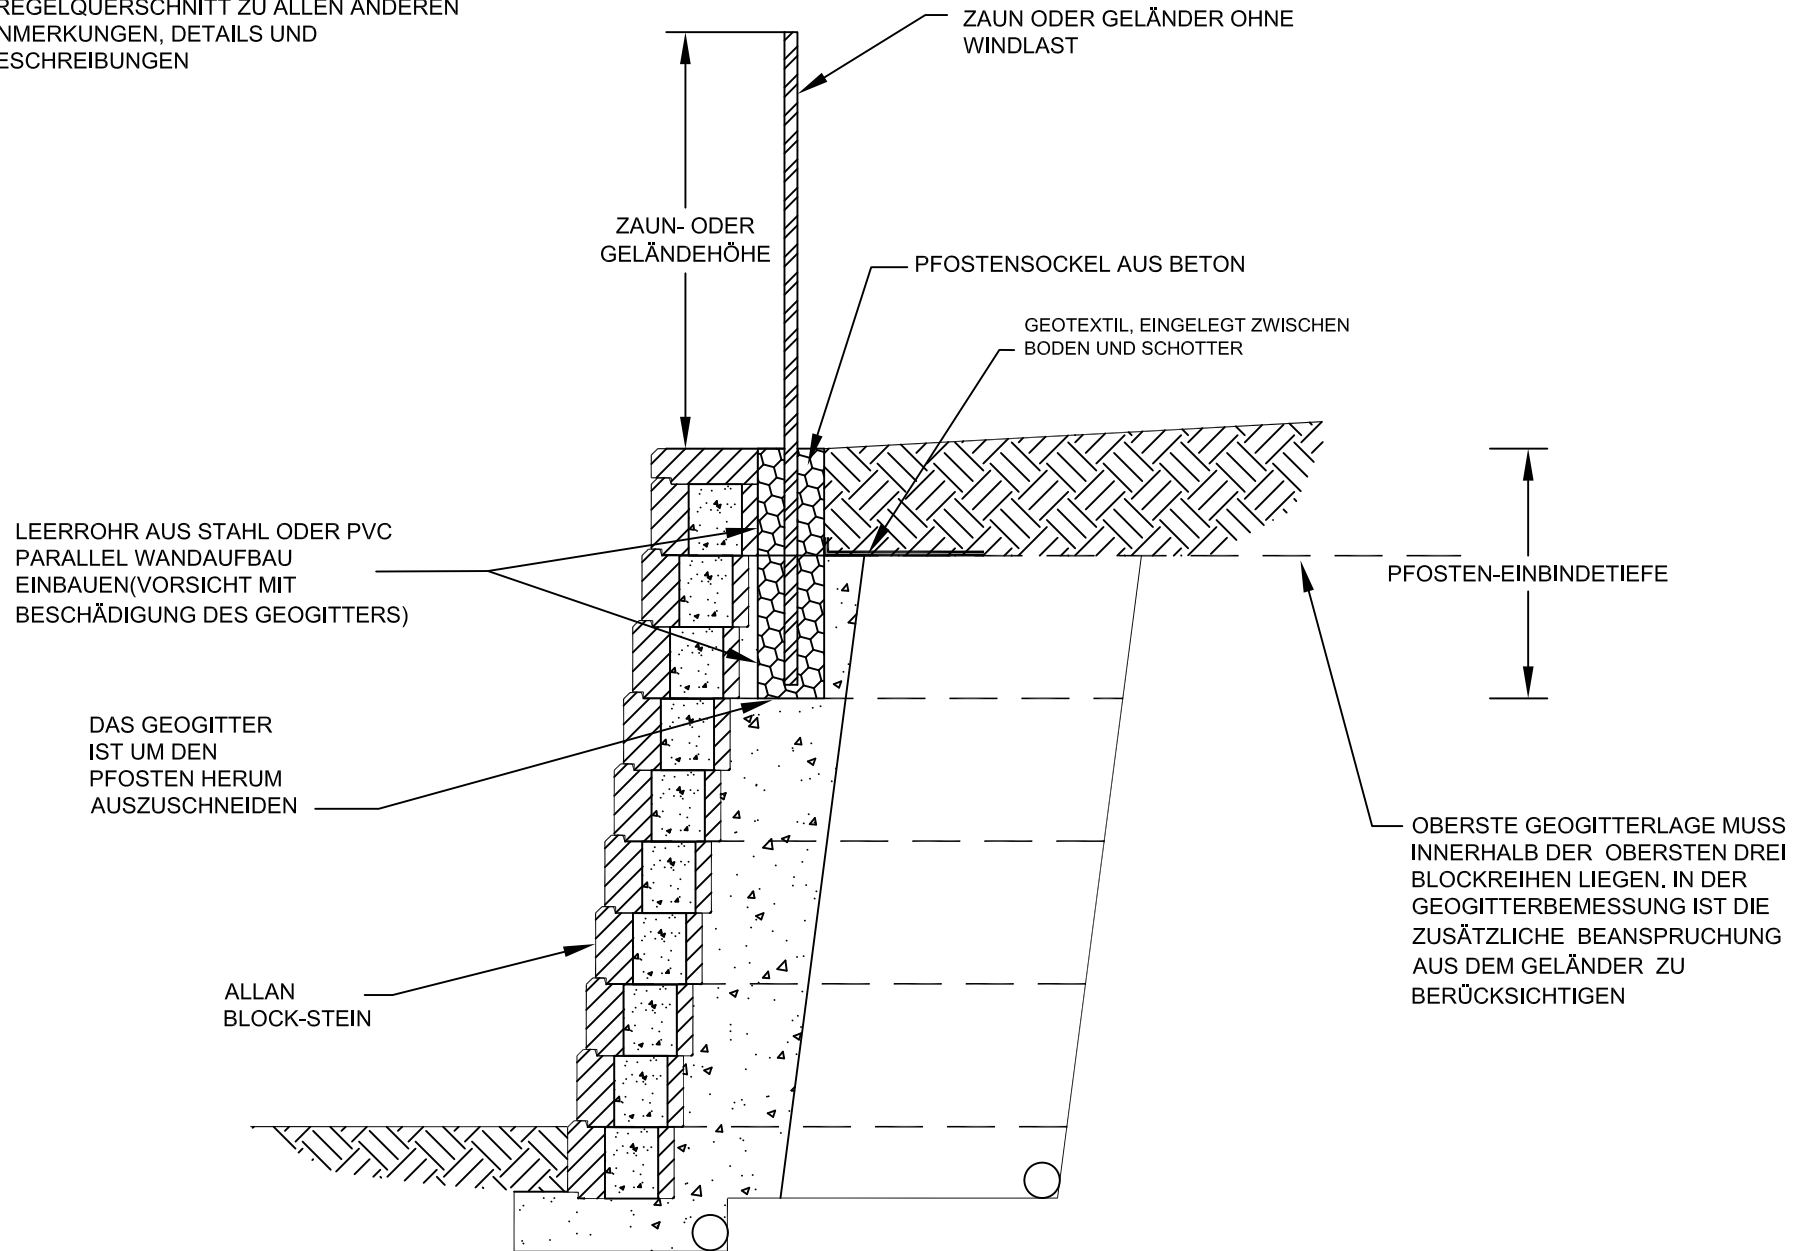 REGELQUERSCHNITT ZU ALLEN ANDEREN
NMERKUNGEN, DETAILS UND
ESCHREIBUNGEN
ZAUN ODER GELÄNDER OHNE
WINDLAST
ZAUN- ODER
GELÄNDEHÖHE
PFOSTENSOCKEL AUS BETON
GEOTEXTIL, EINGELEGT ZWISCHEN
BODEN UND SCHOTTER
LEERROHR AUS STAHL ODER PVC
PARALLEL WANDAUFBAU
EINBAUEN(VORSICHT MIT
BESCHÄDIGUNG DES GEOGITTERS)
PFOSTEN-EINBINDETIEFE
DAS GEOGITTER
IST UM DEN
PFOSTEN HERUM
AUSZUSCHNEIDEN
OBERSTE GEOGITTERLAGE MUSS
INNERHALB DER OBERSTEN DREI
BLOCKREIHEN LIEGEN. IN DER
GEOGITTERBEMESSUNG IST DIE
ZUSÄTZLICHE BEANSPRUCHUNG
AUS DEM GELÄNDER ZU
BERÜCKSICHTIGEN
ALLAN
BLOCK-STEIN